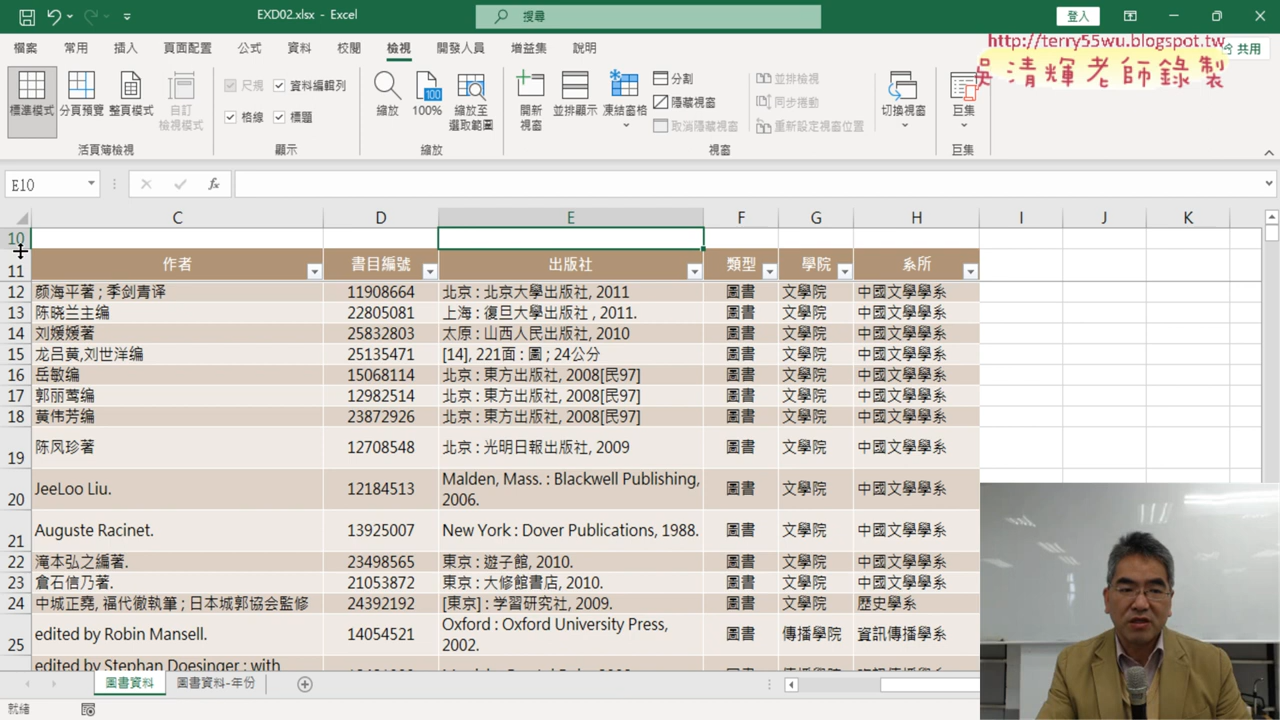 EXD02.xlsx - Excel
搜尋
登入
檔案 常用 插入 頁面配置 公式 資料 校閱 檢視 開發人員 增益集 說明
共用
http://terry55wu.blogspot.tw
吳清輝老師錄製
標準模式 分頁預覽 整頁模式 自訂檢視模式
尺規 資料編輯列
格線 標題
縮放 100% 縮放至選取範圍
開新視窗 並排顯示 凍結窗格
分割
隱藏視窗
取消隱藏視窗
並排檢視
同步捲動
重新設定視窗位置
切換視窗 巨集
活頁簿檢視 顯示 縮放 視窗 巨集
E10 fx
C D E F G H I J K
10
11 作者 書目編號 出版社 類型 學院 系所
12 颜海平著 ; 季剑青译 11908664 北京 : 北京大學出版社, 2011 圖書 文學院 中國文學學系
13 陈晓兰主编 22805081 上海 : 復旦大學出版社 , 2011. 圖書 文學院 中國文學學系
14 刘媛媛著 25832803 太原 : 山西人民出版社, 2010 圖書 文學院 中國文學學系
15 龙吕黄,刘世洋编 25135471 [14], 221面 : 圖 ; 24公分 圖書 文學院 中國文學學系
16 岳敏编 15068114 北京 : 東方出版社, 2008[民97] 圖書 文學院 中國文學學系
17 郭丽莺编 12982514 北京 : 東方出版社, 2008[民97] 圖書 文學院 中國文學學系
18 黄伟芳编 23872926 北京 : 東方出版社, 2008[民97] 圖書 文學院 中國文學學系
19 陈凤珍著 12708548 北京 : 光明日報出版社, 2009 圖書 文學院 中國文學學系
20 JeeLoo Liu. 12184513 Malden, Mass. : Blackwell Publishing, 2006. 圖書 文學院 中國文學學系
21 Auguste Racinet. 13925007 New York : Dover Publications, 1988. 圖書 文學院 中國文學學系
22 滝本弘之編著. 23498565 東京 : 遊子館, 2010. 圖書 文學院 中國文學學系
23 倉石信乃著. 21053872 東京 : 大修館書店, 2010. 圖書 文學院 中國文學學系
24 中城正堯, 福代徹執筆 ; 日本城郭協会監修 24392192 [東京] : 学習研究社, 2009. 圖書 文學院 歷史學系
25 edited by Robin Mansell. 14054521 Oxford : Oxford University Press, 2002. 圖書 傳播學院 資訊傳播學系
edited by Stephan Doesinger ; with
圖書資料 圖書資料-年份
就緒